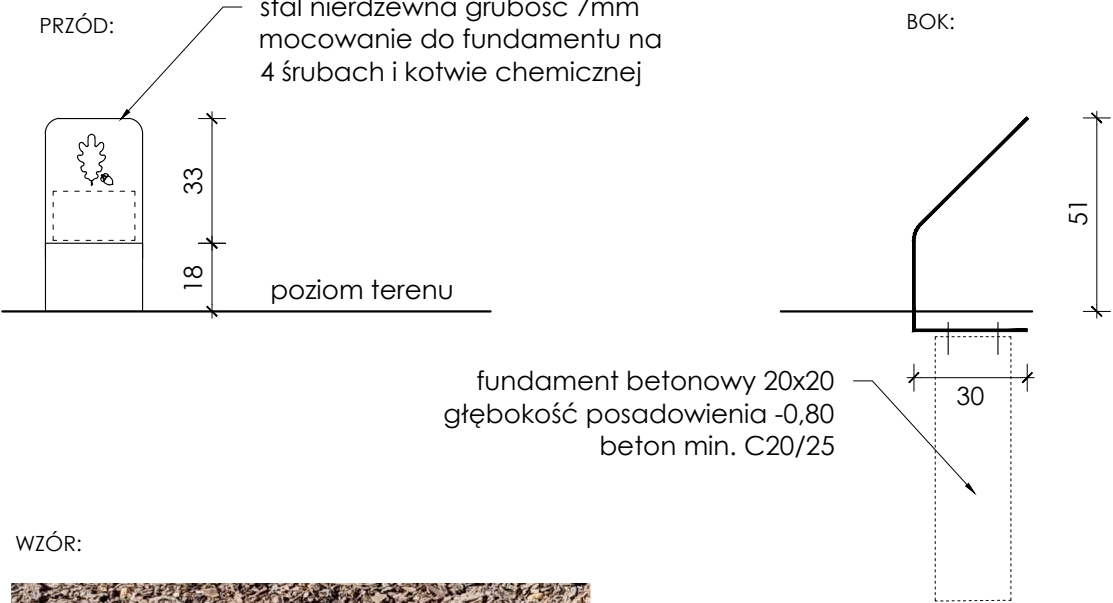 stal nierdzewna grubość 7mm
mocowanie do fundamentu na
4 śrubach i kotwie chemicznej
PRZÓD:
BOK:
33
18
poziom terenu
51
30
fundament betonowy 20x20
głębokość posadowienia -0,80
beton min. C20/25
WZÓR: